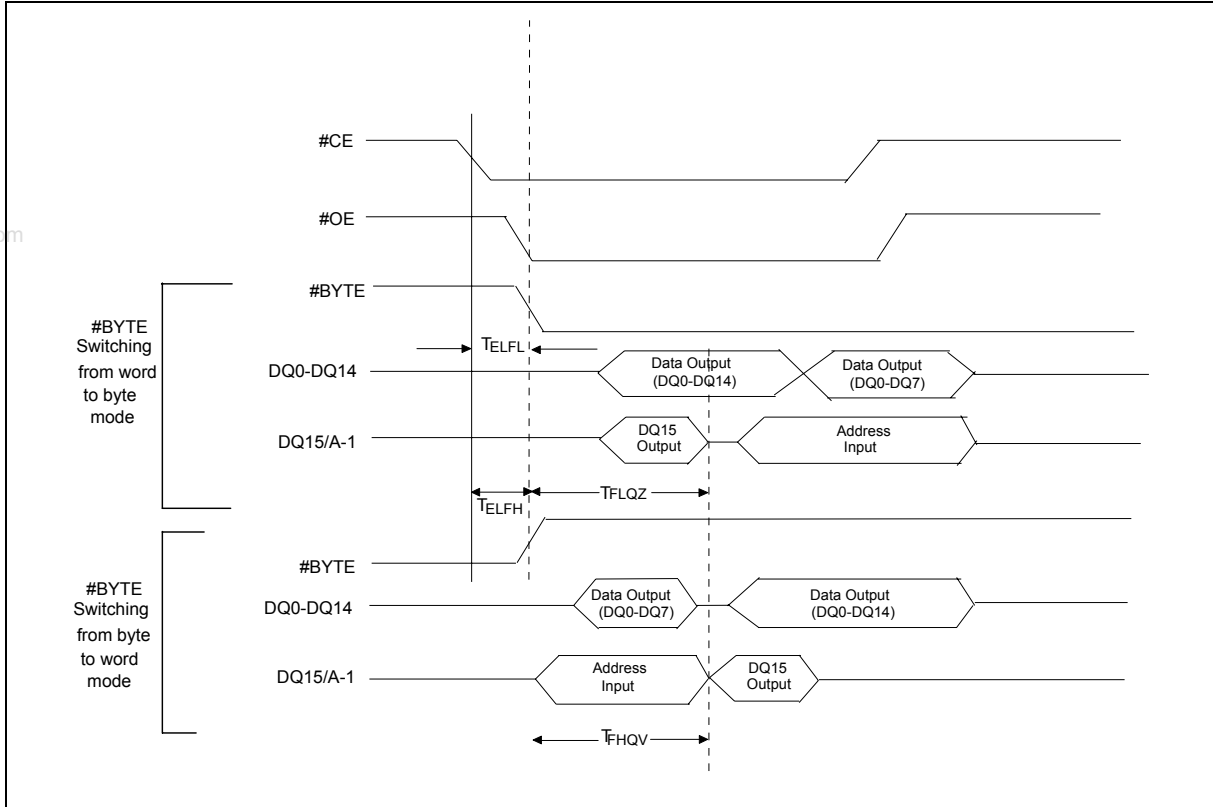 #CE
#OE
om
#BYTE
#BYTE
Switching
from word
to byte
mode
TELFL
DQ0-DQ14
Data Output
(DQ0-DQ14)
Data Output
(DQ0-DQ7)
DQ15/A-1
DQ15
Output
Address
Input
TELFH
TFLQZ
#BYTE
#BYTE
Switching
from byte
to word
mode
DQ0-DQ14
Data Output
(DQ0-DQ7)
Data Output
(DQ0-DQ14)
DQ15/A-1
Address
Input
DQ15
Output
TFHQV